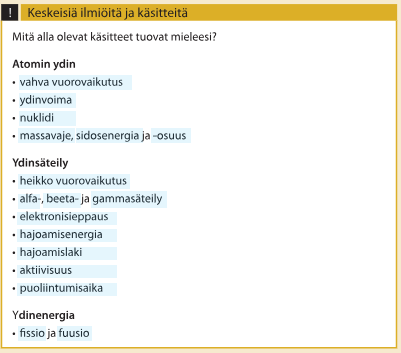 ! Keskeisiä ilmiöitä ja käsitteitä
Mitä alla olevat käsitteet tuovat mieleesi?
Atomin ydin
• vahva vuorovaikutus
• ydinvoima
• nuklidi
• massavaje, sidosenergia ja -osuus
Ydinsäteily
• heikko vuorovaikutus
• alfa-, beeta- ja gammasäteily
• elektronisieppaus
• hajoamisenergia
• hajoamislaki
• aktiivisuus
• puoliintumisaika
Ydinenergia
• fissio ja fuusio